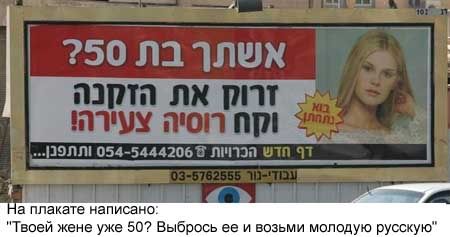 אשתך בת 50?
זרוק את הזקנה
וקח רוסיה צעירה!
בוא
נתחתן
דף חדש הכרויות ☎ 054-5444206 ותתפנק...
עבודי-נור 03-5762555
На плакате написано:
"Твоей жене уже 50? Выбрось ее и возьми молодую русскую"